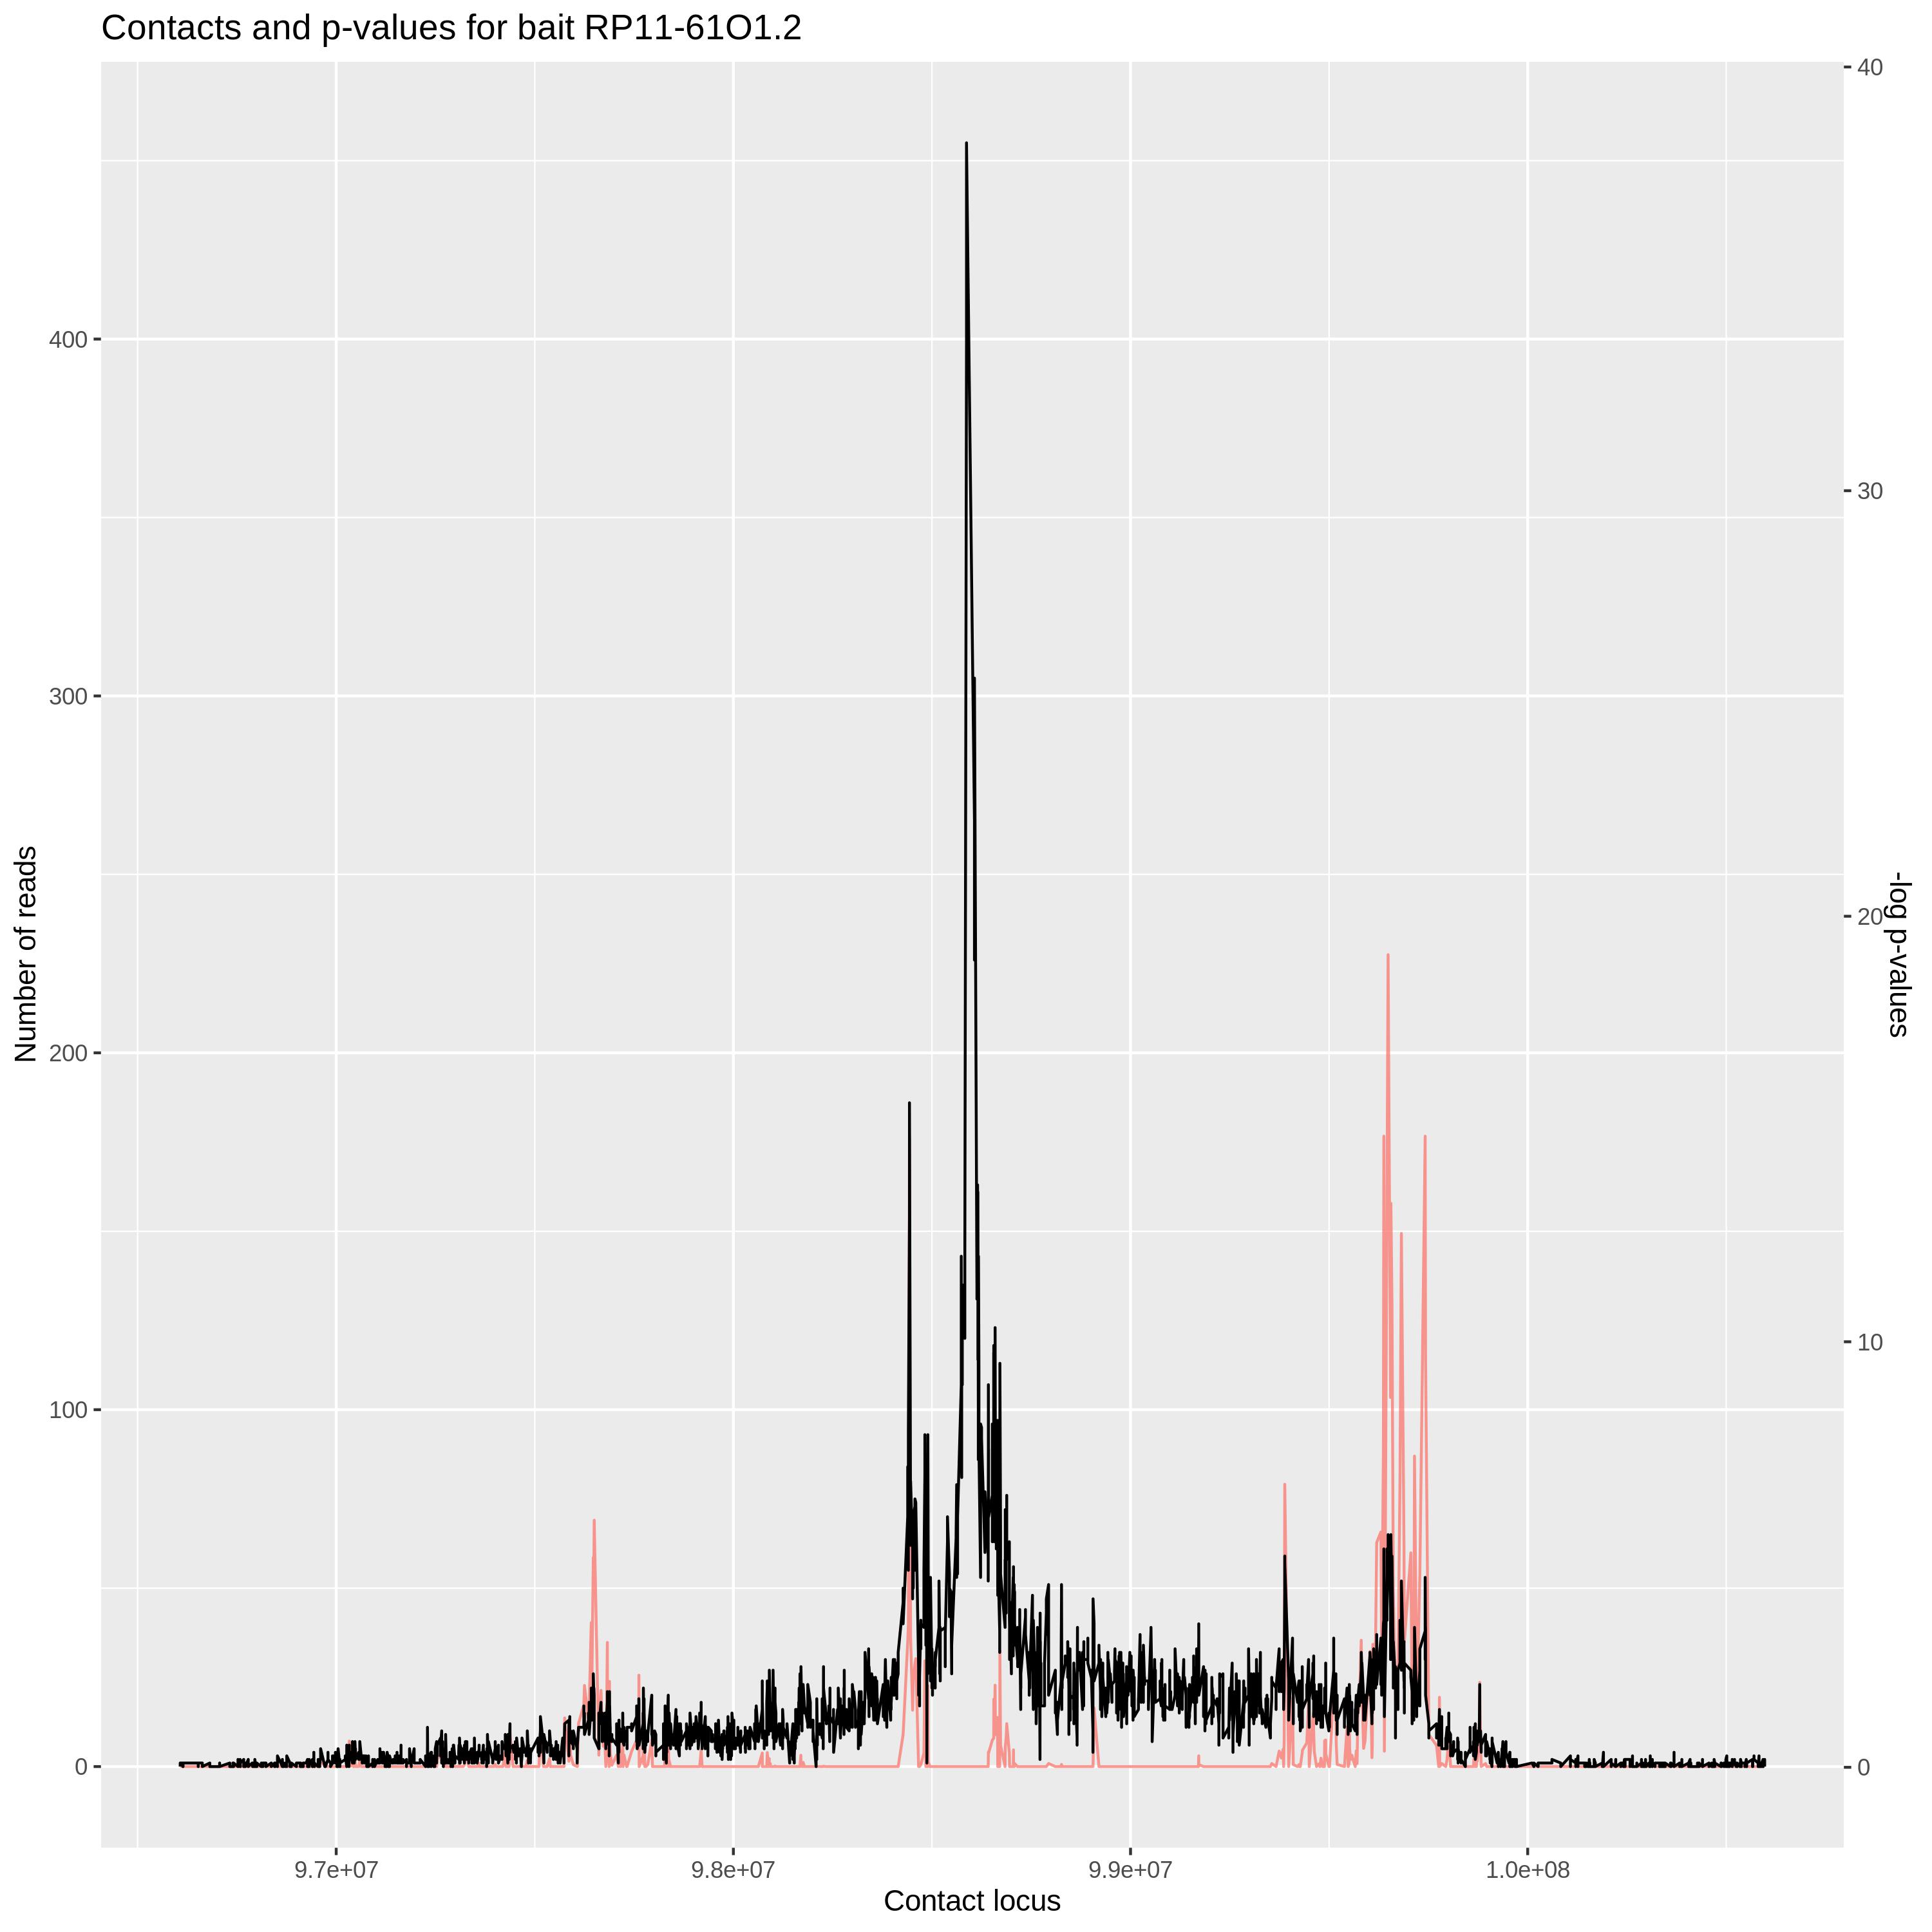 Contacts and p-values for bait RP11-61O1.2
40
30
20
10
0
400
300
200
100
0
Number of reads
-log p-values
9.7e+07 9.8e+07 9.9e+07 1.0e+08
Contact locus